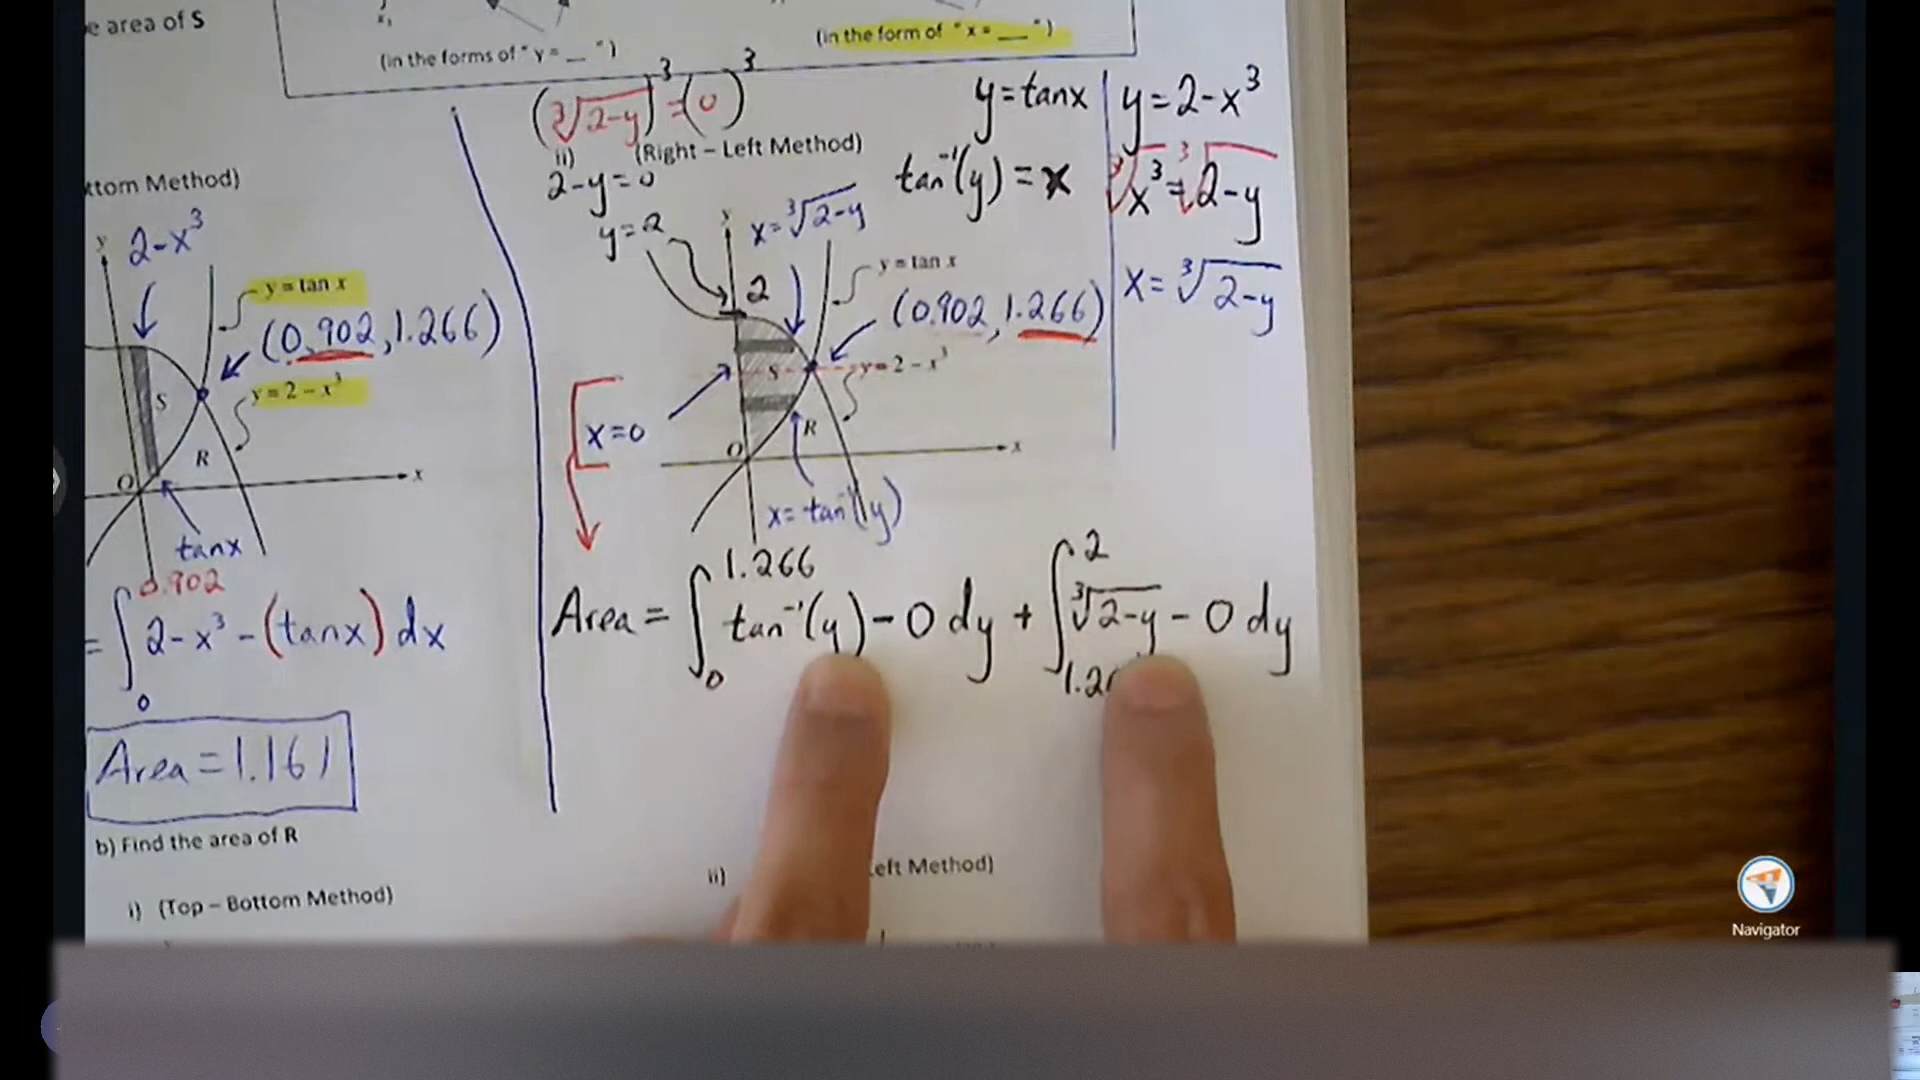 e area of S
x₁
(in the forms of "y = __")
(in the form of "x = __")
(∛2-y)³=(0)³
ii) (Right – Left Method)
2-y=0
y=2
y=tanx
tan⁻¹(y)=x
y=2-x³
∛x³=∛2-y
x=∛2-y
ttom Method)
2-x³
y
y = tan x
(0.902,1.266)
y = 2 – x³
S
R
O
x
tanx
0.902
= ∫ 2-x³-(tanx) dx
0
Area=1.161
y
x=∛2-y
2
y = tan x
(0.902,1.266)
y = 2 – x³
S
x=0
R
O
x
x=tan⁻¹(y)
1.266
2
Area = ∫ tan⁻¹(y)-0 dy + ∫ ∛2-y - 0 dy
0
1.2
b) Find the area of R
i) (Top – Bottom Method)
ii)
eft Method)
Navigator